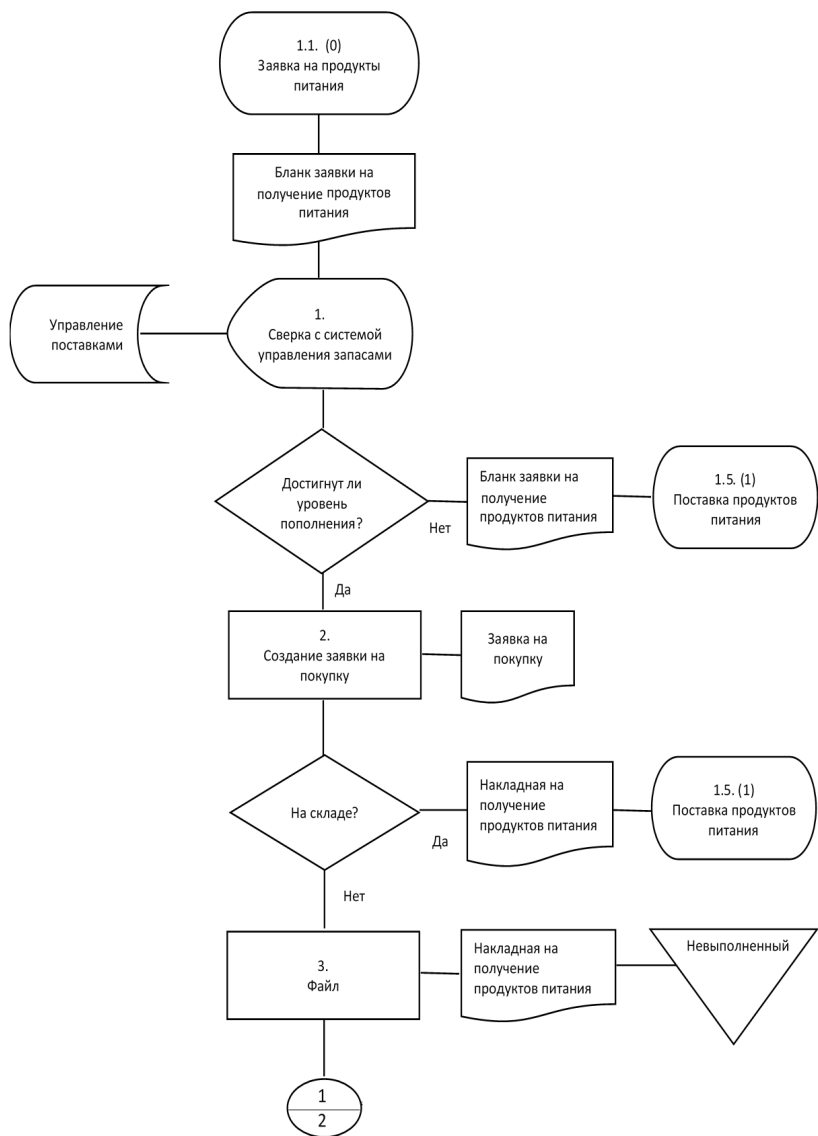 1.1. (0)
Заявка на продукты
питания
Бланк заявки на
получение продуктов
питания
Управление
поставками
1.
Сверка с системой
управления запасами
Достигнут ли
уровень
пополнения?
Нет
Бланк заявки на
получение
продуктов питания
1.5. (1)
Поставка продуктов
питания
Да
2.
Создание заявки на
покупку
Заявка на
покупку
На складе?
Да
Накладная на
получение
продуктов питания
1.5. (1)
Поставка продуктов
питания
Нет
3.
Файл
Накладная на
получение
продуктов питания
Невыполненный
1
2